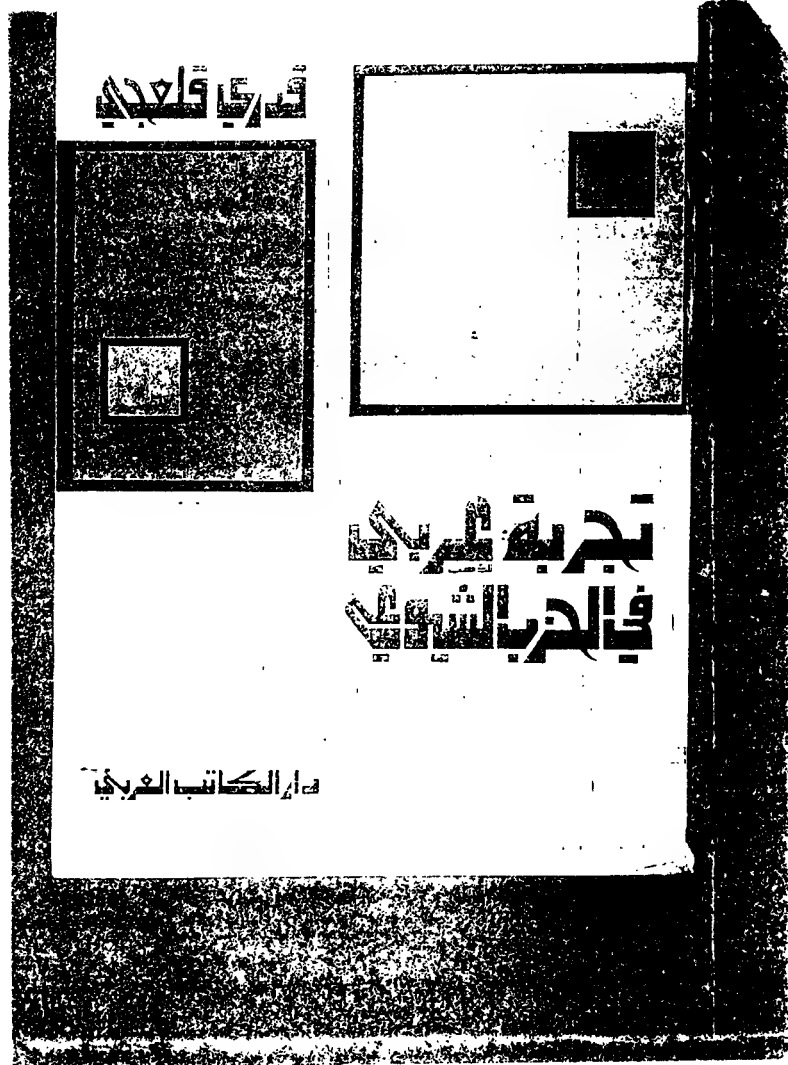 قدري قلعجي
تجربة عربي
في الحزب الشيوعي
دار الكاتب العربي